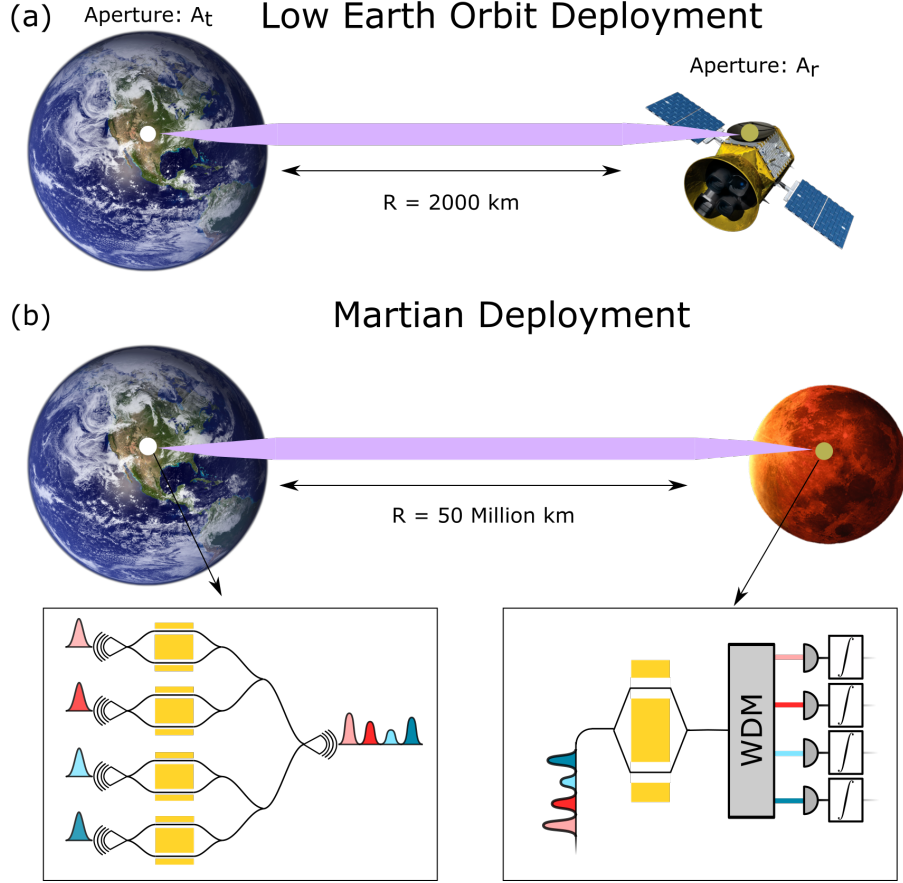 (a)
Aperture: At
Low Earth Orbit Deployment
Aperture: Ar
R = 2000 km
(b)
Martian Deployment
R = 50 Million km
WDM
∫
∫
∫
∫